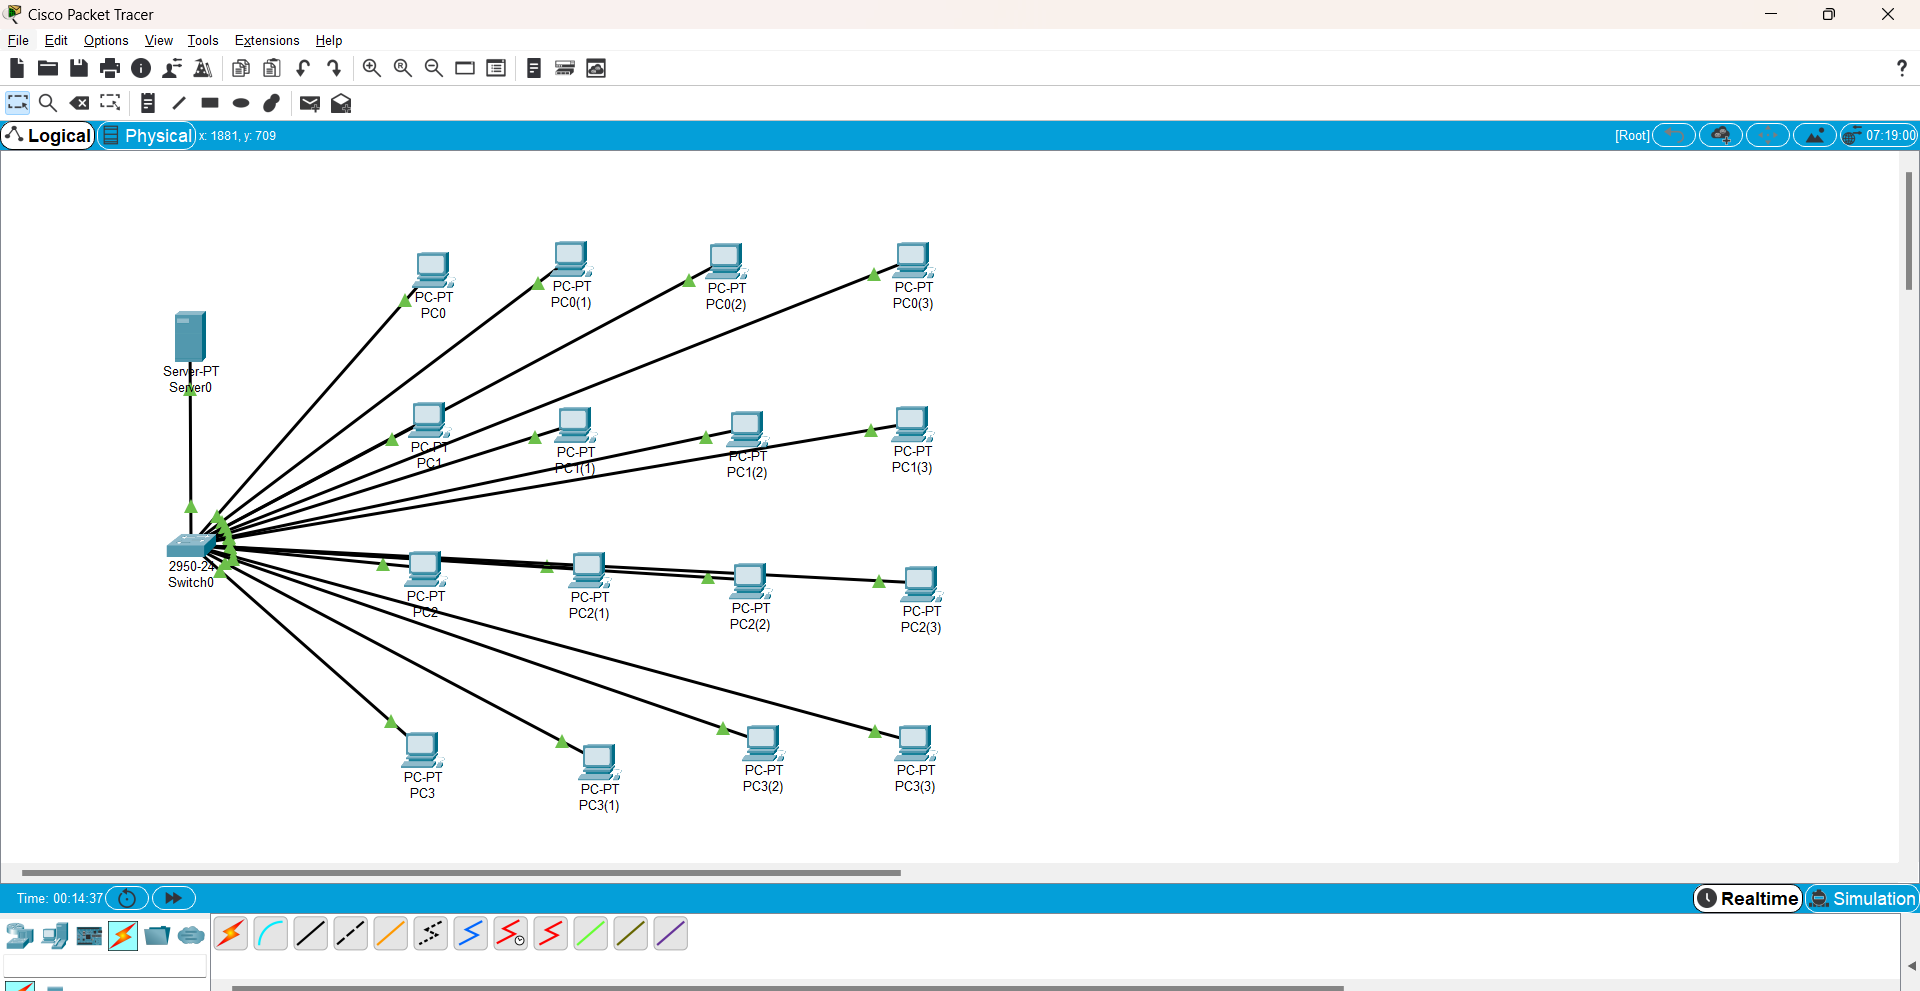 Cisco Packet Tracer
File Edit Options View Tools Extensions Help
?
Logical Physical x: 1881, y: 709 [Root] 07:19:00
PC-PT
PC0
PC-PT
PC0(1)
PC-PT
PC0(2)
PC-PT
PC0(3)
Server-PT
Server0
PC-PT
PC1
PC-PT
PC1(1)
PC-PT
PC1(2)
PC-PT
PC1(3)
2950-24
Switch0
PC-PT
PC2
PC-PT
PC2(1)
PC-PT
PC2(2)
PC-PT
PC2(3)
PC-PT
PC3
PC-PT
PC3(1)
PC-PT
PC3(2)
PC-PT
PC3(3)
Time: 00:14:37 Realtime Simulation